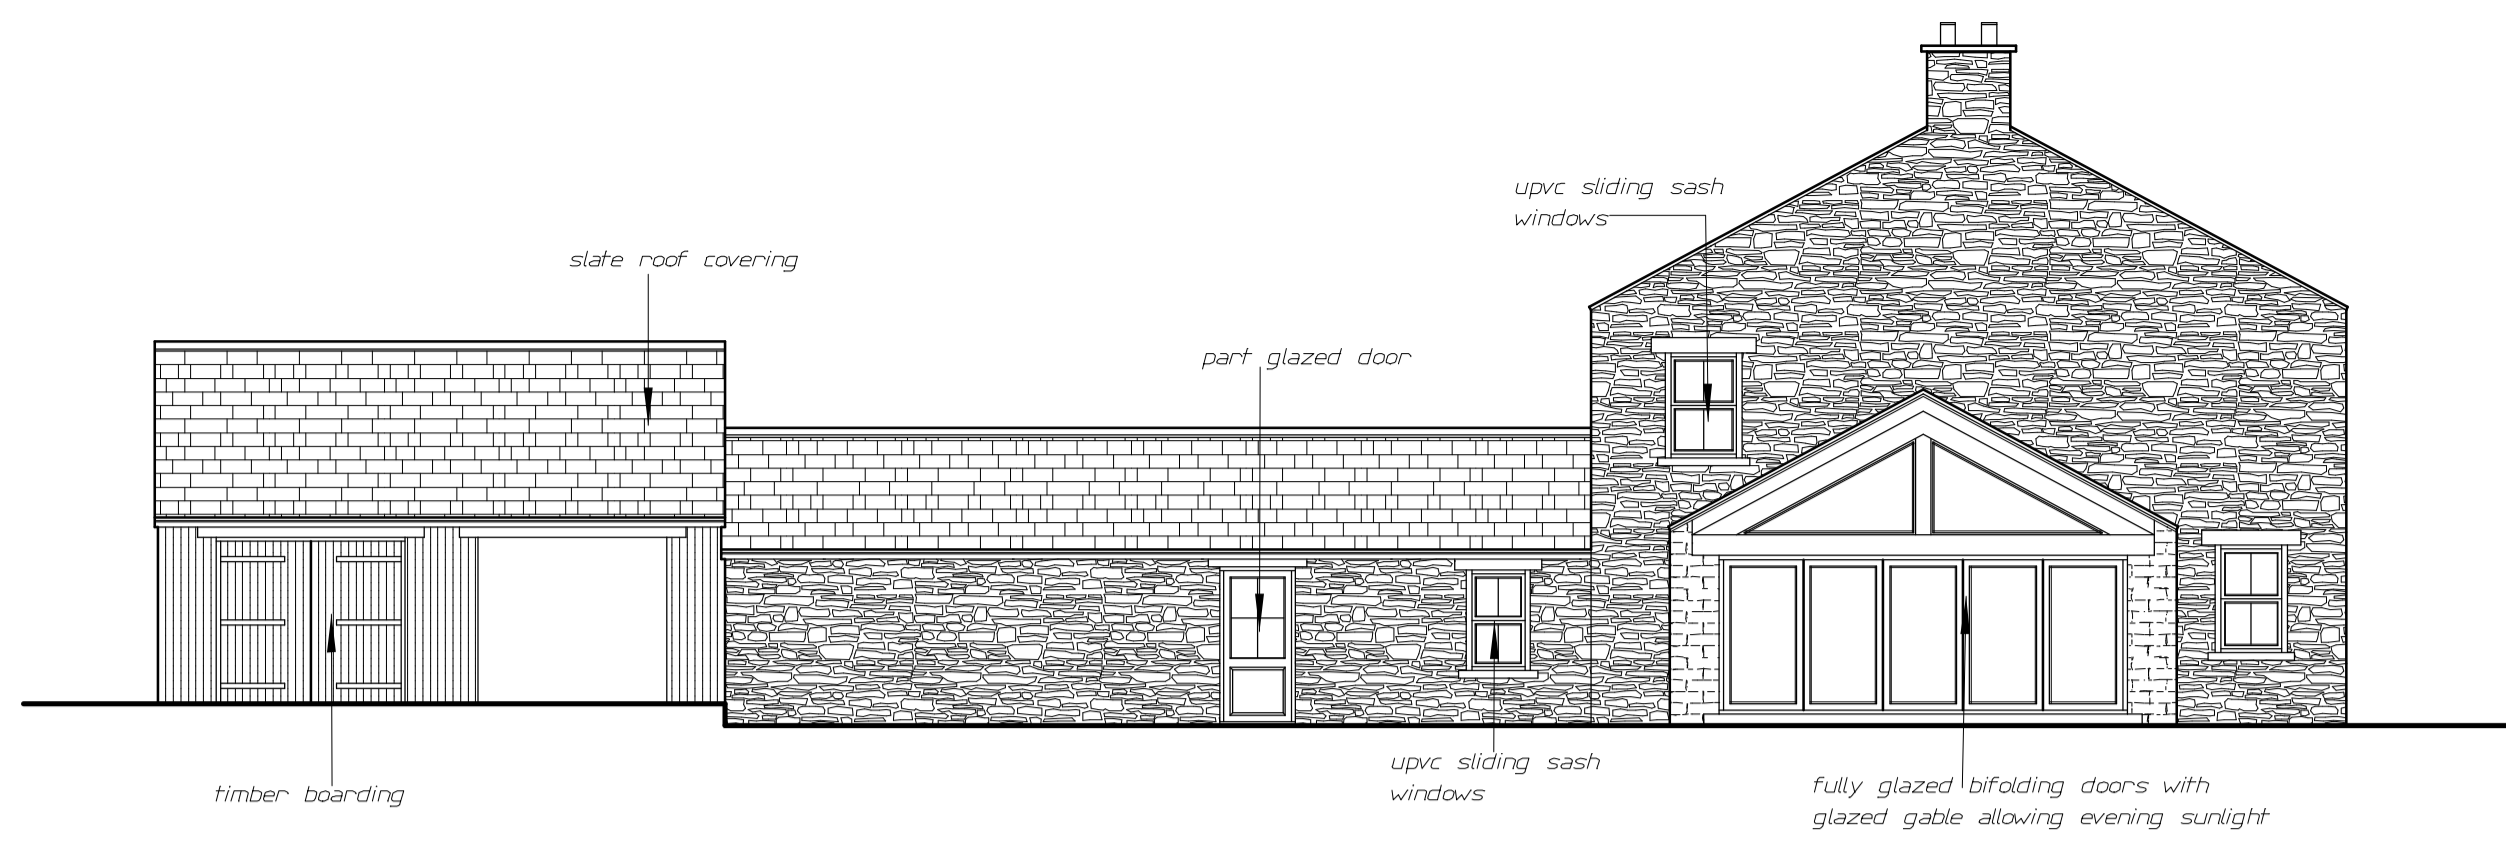 upvc sliding sash
windows
slate roof covering
part glazed door
upvc sliding sash
windows
timber boarding
fully glazed bifolding doors with
glazed gable allowing evening sunlight